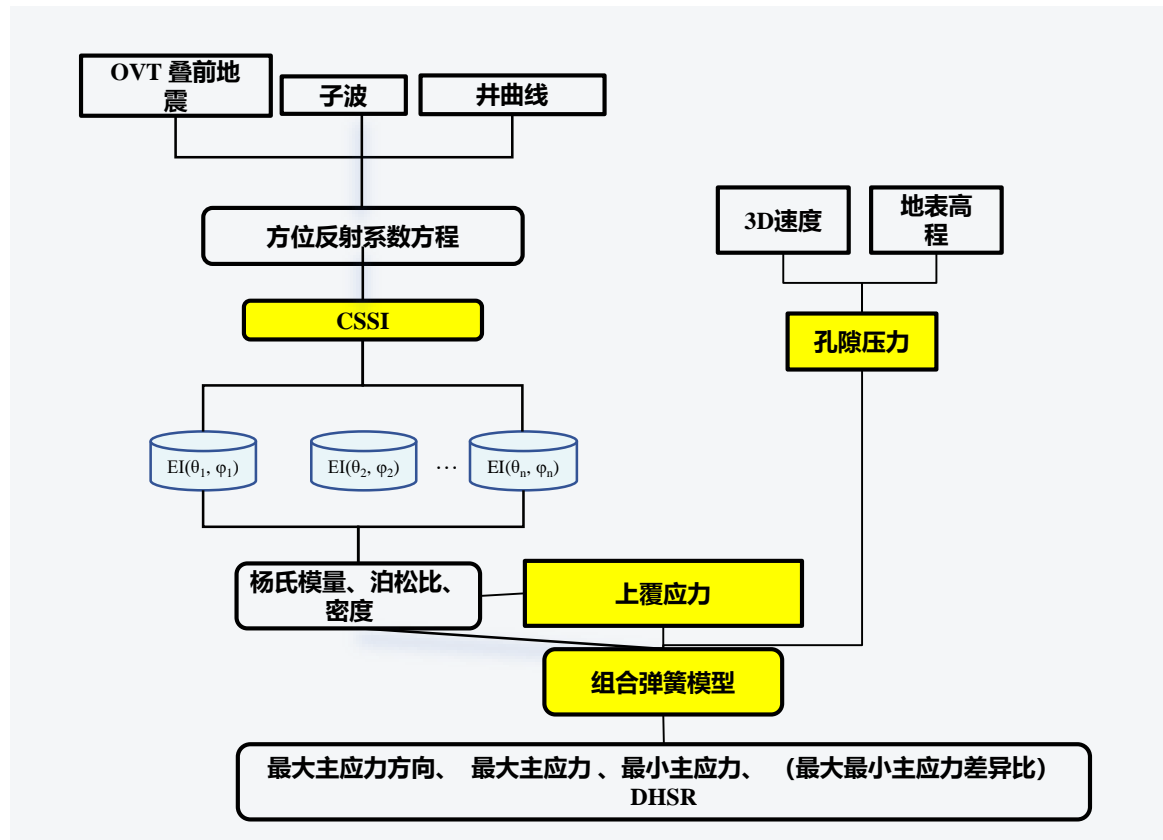 OVT 叠前地
震
子波
井曲线
方位反射系数方程
3D速度
地表高
程
CSSI
孔隙压力
EI(θ₁, φ₁)
EI(θ₂, φ₂)
…
EI(θₙ, φₙ)
杨氏模量、泊松比、
密度
上覆应力
组合弹簧模型
最大主应力方向、 最大主应力 、最小主应力、 （最大最小主应力差异比）
DHSR